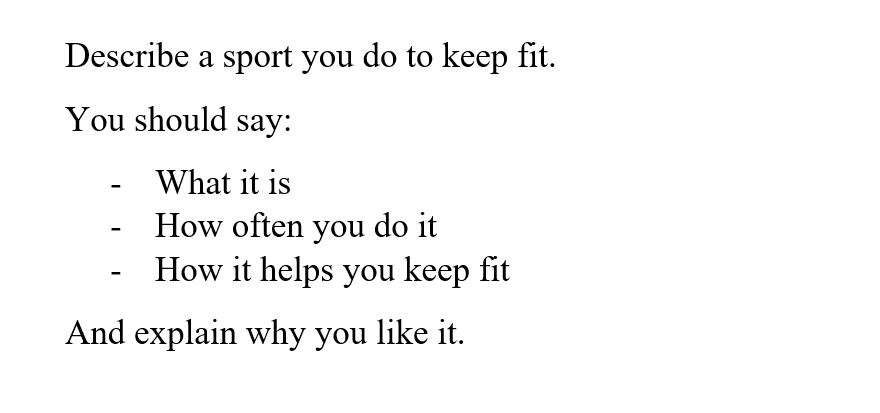 Describe a sport you do to keep fit.
You should say:
- What it is
- How often you do it
- How it helps you keep fit
And explain why you like it.